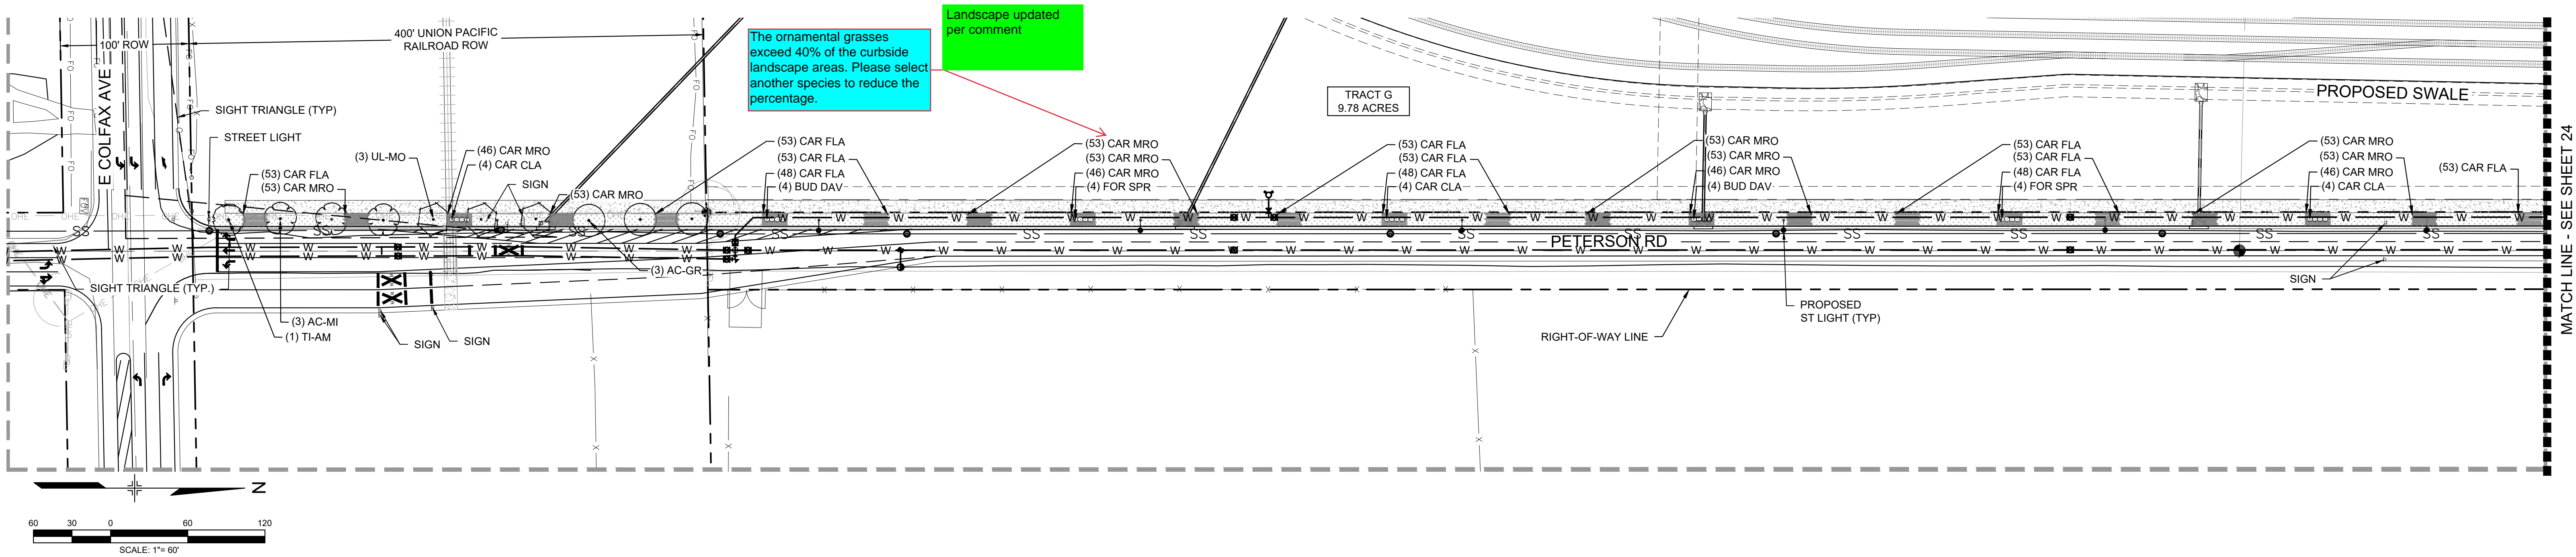 Landscape updated
per comment
The ornamental grasses
exceed 40% of the curbside
landscape areas. Please select
another species to reduce the
percentage.
100' ROW
400' UNION PACIFIC
RAILROAD ROW
E COLFAX AVE
SIGHT TRIANGLE (TYP)
STREET LIGHT
TRACT G
9.78 ACRES
PROPOSED SWALE
MATCH LINE - SEE SHEET 24
(53) CAR FLA
(53) CAR MRO
(3) UL-MO
(46) CAR MRO
(4) CAR CLA
SIGN
(53) CAR MRO
(53) CAR FLA
(53) CAR FLA
(48) CAR FLA
(4) BUD DAV
(53) CAR MRO
(53) CAR MRO
(46) CAR MRO
(4) FOR SPR
(53) CAR FLA
(53) CAR FLA
(48) CAR FLA
(4) CAR CLA
(53) CAR MRO
(53) CAR MRO
(46) CAR MRO
(4) BUD DAV
(53) CAR FLA
(53) CAR FLA
(48) CAR FLA
(4) FOR SPR
(53) CAR MRO
(53) CAR MRO
(46) CAR MRO
(4) CAR CLA
(53) CAR FLA
PETERSON RD
(3) AC-GR
SIGHT TRIANGLE (TYP.)
(3) AC-MI
(1) TI-AM
SIGN
SIGN
SIGN
PROPOSED
ST LIGHT (TYP)
RIGHT-OF-WAY LINE
N
60 30 0 60 120
SCALE: 1"= 60'